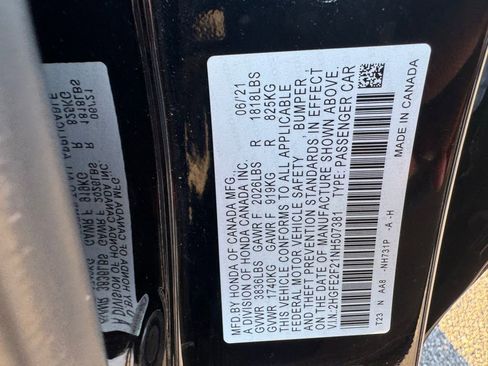 MFD.BY HONDA OF CANADA MFG.,
A DIVISION OF HONDA CANADA INC. 06/21
GVWR 3836LBS GAWR F 2026LBS R 1818LBS
GVWR 1740KG GAWR F 919KG R 825KG
THIS VEHICLE CONFORMS TO ALL APPLICABLE
FEDERAL MOTOR VEHICLE SAFETY BUMPER,
AND THEFT PREVENTION STANDARDS IN EFFECT
ON THE DATE OF MANUFACTURE SHOWN ABOVE.
V.I.N.:2HGFE2F21NH507381 TYPE: PASSENGER CAR
T23 N AA8 -NH731P -A -H
MADE IN CANADA